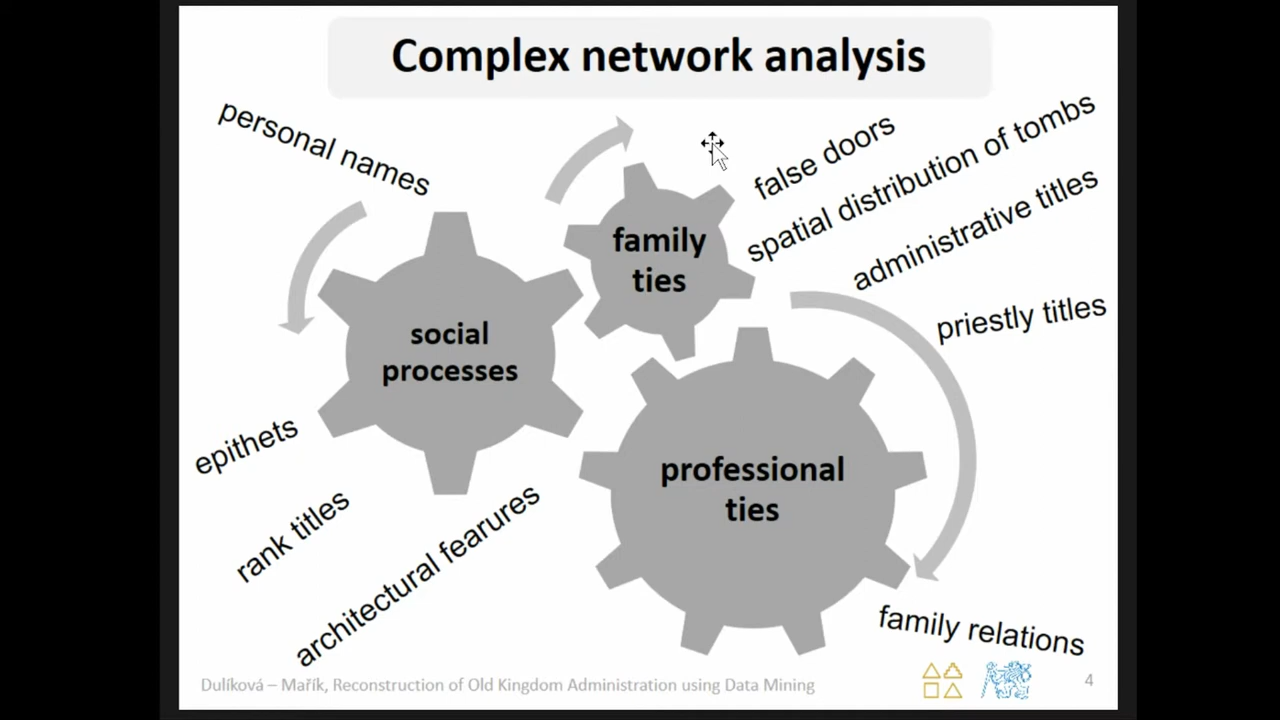 Complex network analysis
personal names
false doors
spatial distribution of tombs
administrative titles
priestly titles
family
ties
social
processes
professional
ties
epithets
rank titles
architectural fearures
family relations
Dulíková – Mařík, Reconstruction of Old Kingdom Administration using Data Mining
4